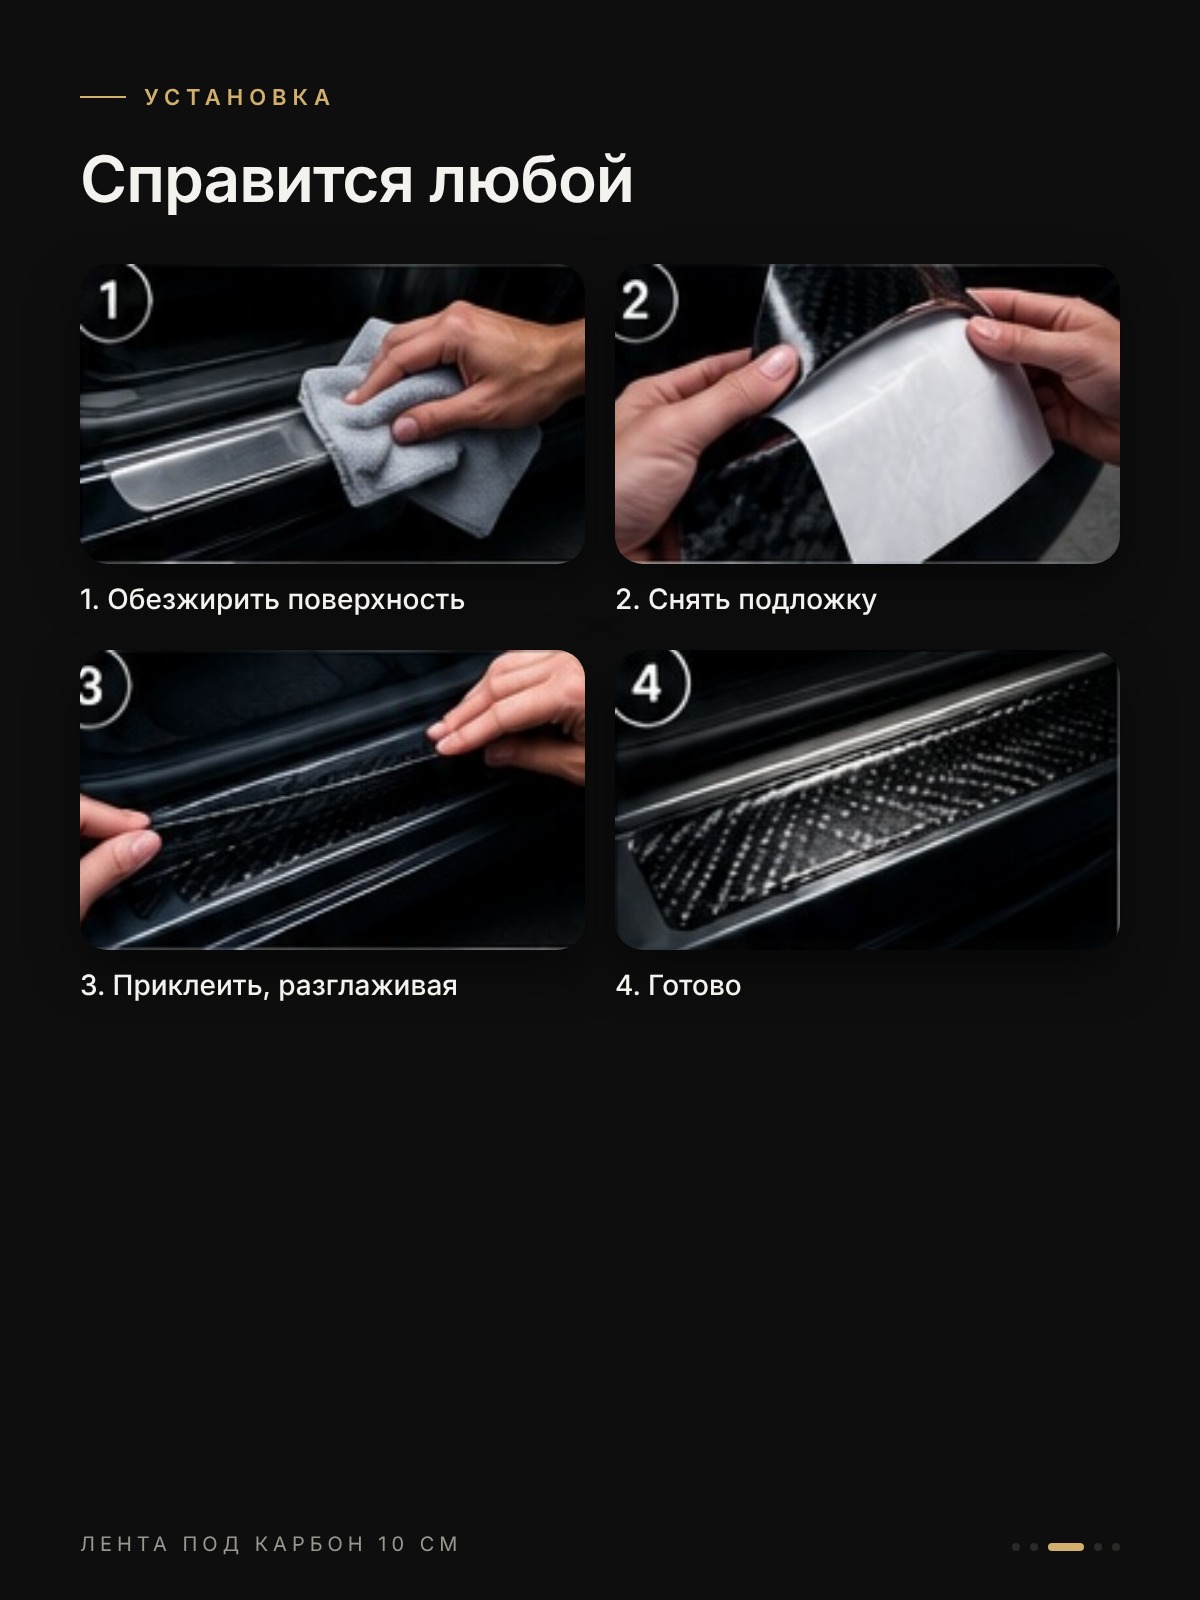 УСТАНОВКА
Справится любой
1
2
1. Обезжирить поверхность
2. Снять подложку
3
4
3. Приклеить, разглаживая
4. Готово
ЛЕНТА ПОД КАРБОН 10 СМ